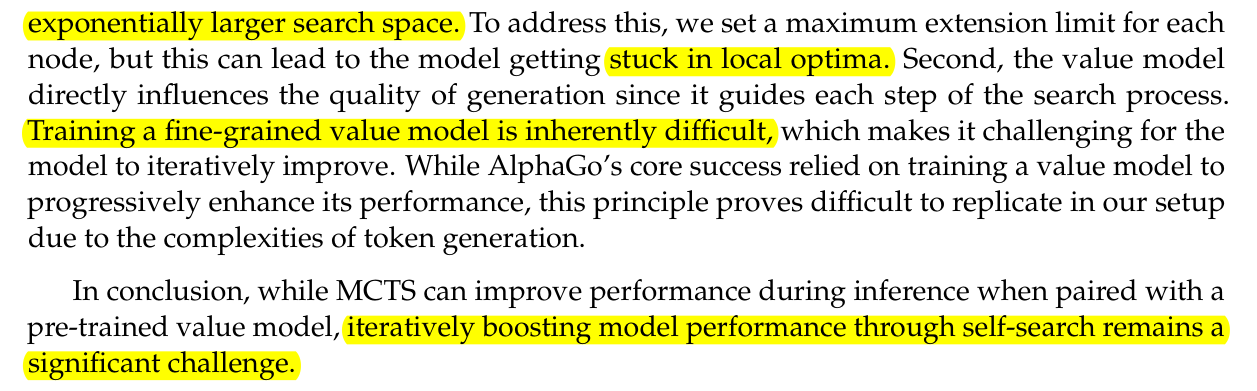 exponentially larger search space. To address this, we set a maximum extension limit for each
node, but this can lead to the model getting stuck in local optima. Second, the value model
directly influences the quality of generation since it guides each step of the search process.
Training a fine-grained value model is inherently difficult, which makes it challenging for the
model to iteratively improve. While AlphaGo’s core success relied on training a value model to
progressively enhance its performance, this principle proves difficult to replicate in our setup
due to the complexities of token generation.
In conclusion, while MCTS can improve performance during inference when paired with a
pre-trained value model, iteratively boosting model performance through self-search remains a
significant challenge.